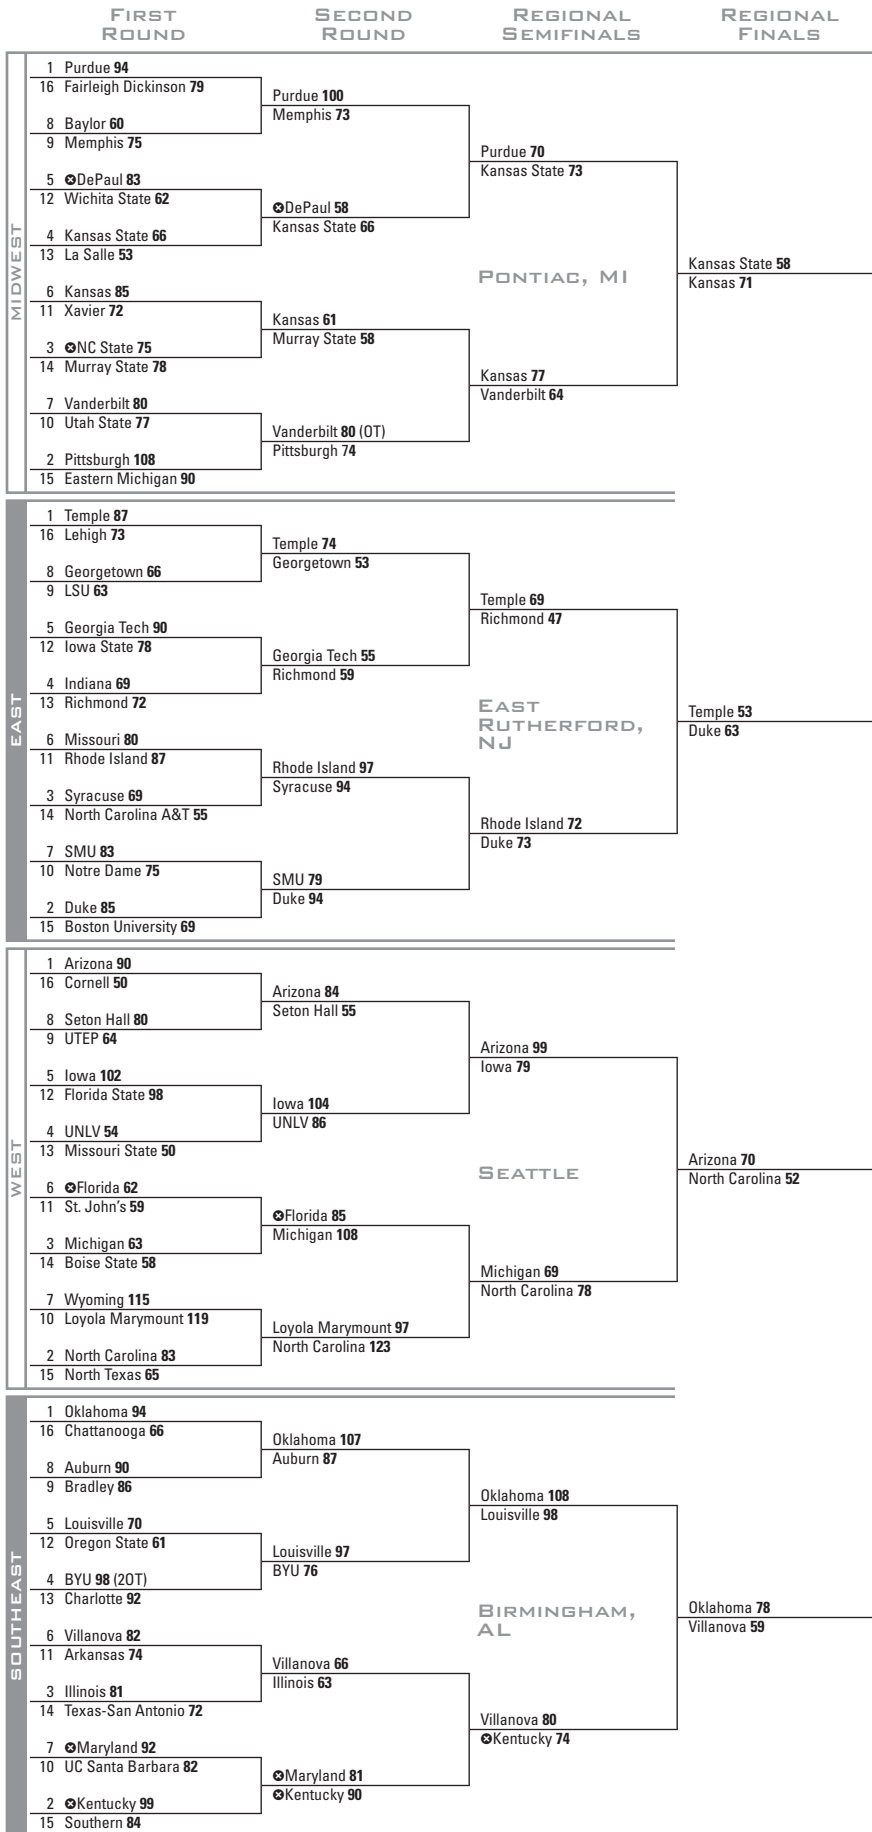 FIRST ROUND
SECOND ROUND
REGIONAL SEMIFINALS
REGIONAL FINALS
MIDWEST
1 Purdue 94
16 Fairleigh Dickinson 79
8 Baylor 60
9 Memphis 75
5 ✪DePaul 83
12 Wichita State 62
4 Kansas State 66
13 La Salle 53
6 Kansas 85
11 Xavier 72
3 ✪NC State 75
14 Murray State 78
7 Vanderbilt 80
10 Utah State 77
2 Pittsburgh 108
15 Eastern Michigan 90
Purdue 100
Memphis 73
✪DePaul 58
Kansas State 66
Kansas 61
Murray State 58
Vanderbilt 80 (OT)
Pittsburgh 74
Purdue 70
Kansas State 73
PONTIAC, MI
Kansas 77
Vanderbilt 64
Kansas State 58
Kansas 71
EAST
1 Temple 87
16 Lehigh 73
8 Georgetown 66
9 LSU 63
5 Georgia Tech 90
12 Iowa State 78
4 Indiana 69
13 Richmond 72
6 Missouri 80
11 Rhode Island 87
3 Syracuse 69
14 North Carolina A&T 55
7 SMU 83
10 Notre Dame 75
2 Duke 85
15 Boston University 69
Temple 74
Georgetown 53
Georgia Tech 55
Richmond 59
Rhode Island 97
Syracuse 94
SMU 79
Duke 94
Temple 69
Richmond 47
EAST
RUTHERFORD,
NJ
Rhode Island 72
Duke 73
Temple 53
Duke 63
WEST
1 Arizona 90
16 Cornell 50
8 Seton Hall 80
9 UTEP 64
5 Iowa 102
12 Florida State 98
4 UNLV 54
13 Missouri State 50
6 ✪Florida 62
11 St. John's 59
3 Michigan 63
14 Boise State 58
7 Wyoming 115
10 Loyola Marymount 119
2 North Carolina 83
15 North Texas 65
Arizona 84
Seton Hall 55
Iowa 104
UNLV 86
✪Florida 85
Michigan 108
Loyola Marymount 97
North Carolina 123
Arizona 99
Iowa 79
SEATTLE
Michigan 69
North Carolina 78
Arizona 70
North Carolina 52
SOUTHEAST
1 Oklahoma 94
16 Chattanooga 66
8 Auburn 90
9 Bradley 86
5 Louisville 70
12 Oregon State 61
4 BYU 98 (2OT)
13 Charlotte 92
6 Villanova 82
11 Arkansas 74
3 Illinois 81
14 Texas-San Antonio 72
7 ✪Maryland 92
10 UC Santa Barbara 82
2 ✪Kentucky 99
15 Southern 84
Oklahoma 107
Auburn 87
Louisville 97
BYU 76
Villanova 66
Illinois 63
✪Maryland 81
✪Kentucky 90
Oklahoma 108
Louisville 98
BIRMINGHAM,
AL
Villanova 80
✪Kentucky 74
Oklahoma 78
Villanova 59